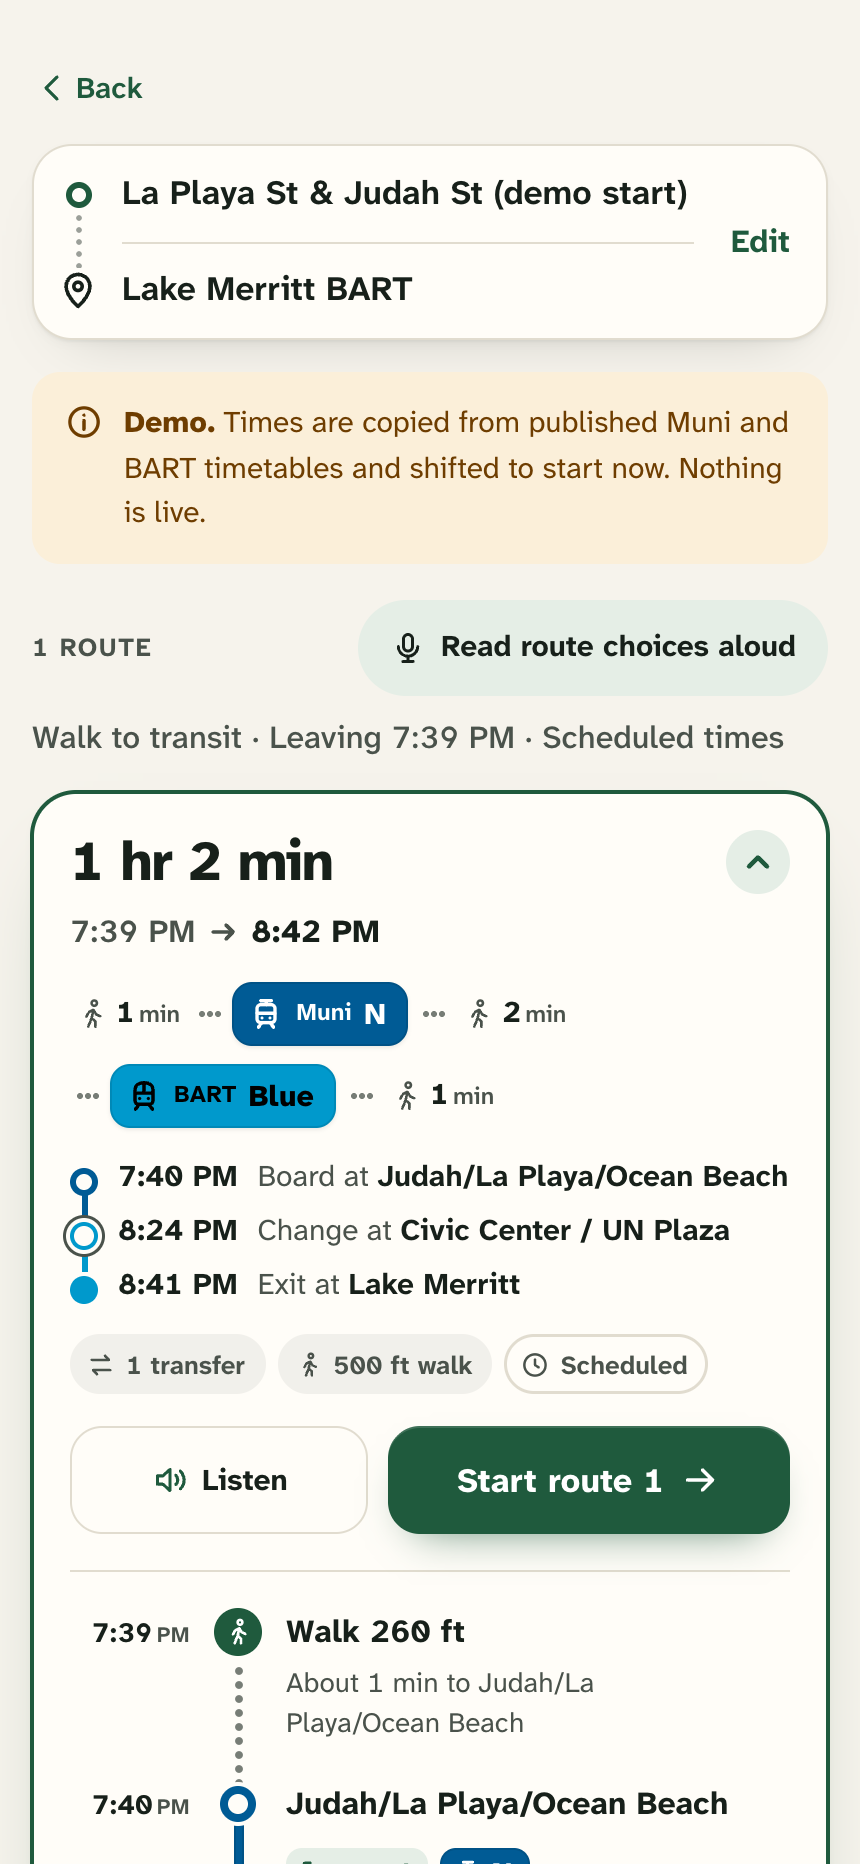 Back
La Playa St & Judah St (demo start)
Edit
Lake Merritt BART
Demo. Times are copied from published Muni and
BART timetables and shifted to start now. Nothing
is live.
1 ROUTE
Read route choices aloud
Walk to transit · Leaving 7:39 PM · Scheduled times
1 hr 2 min
7:39 PM → 8:42 PM
1 min ••• Muni N ••• 2 min
••• BART Blue ••• 1 min
7:40 PM Board at Judah/La Playa/Ocean Beach
8:24 PM Change at Civic Center / UN Plaza
8:41 PM Exit at Lake Merritt
1 transfer 500 ft walk Scheduled
Listen Start route 1 →
7:39 PM Walk 260 ft
About 1 min to Judah/La
Playa/Ocean Beach
7:40 PM Judah/La Playa/Ocean Beach